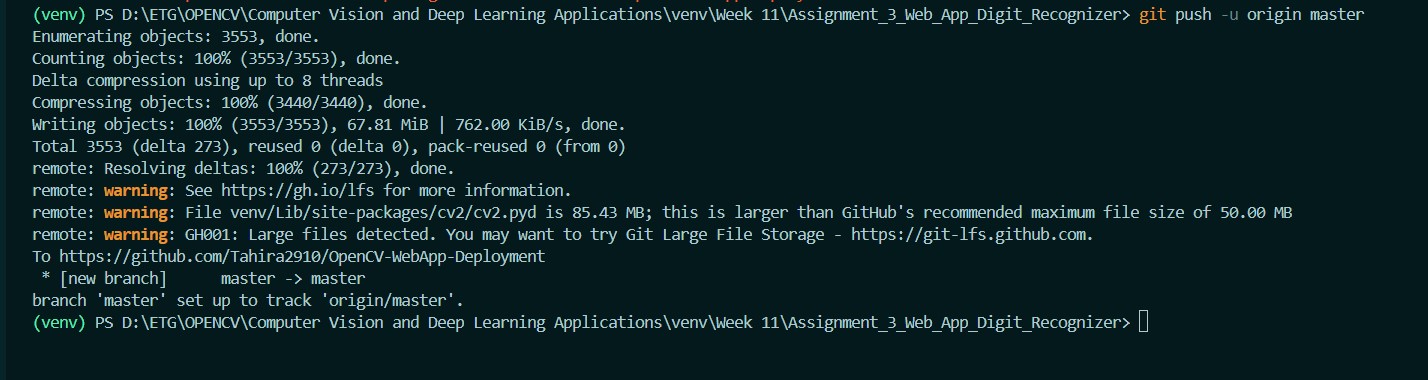 (venv) PS D:\ETG\OPENCV\Computer Vision and Deep Learning Applications\venv\Week 11\Assignment_3_Web_App_Digit_Recognizer> git push -u origin master
Enumerating objects: 3553, done.
Counting objects: 100% (3553/3553), done.
Delta compression using up to 8 threads
Compressing objects: 100% (3440/3440), done.
Writing objects: 100% (3553/3553), 67.81 MiB | 762.00 KiB/s, done.
Total 3553 (delta 273), reused 0 (delta 0), pack-reused 0 (from 0)
remote: Resolving deltas: 100% (273/273), done.
remote: warning: See https://gh.io/lfs for more information.
remote: warning: File venv/Lib/site-packages/cv2/cv2.pyd is 85.43 MB; this is larger than GitHub's recommended maximum file size of 50.00 MB
remote: warning: GH001: Large files detected. You may want to try Git Large File Storage - https://git-lfs.github.com.
To https://github.com/Tahira2910/OpenCV-WebApp-Deployment
 * [new branch]      master -> master
branch 'master' set up to track 'origin/master'.
(venv) PS D:\ETG\OPENCV\Computer Vision and Deep Learning Applications\venv\Week 11\Assignment_3_Web_App_Digit_Recognizer>